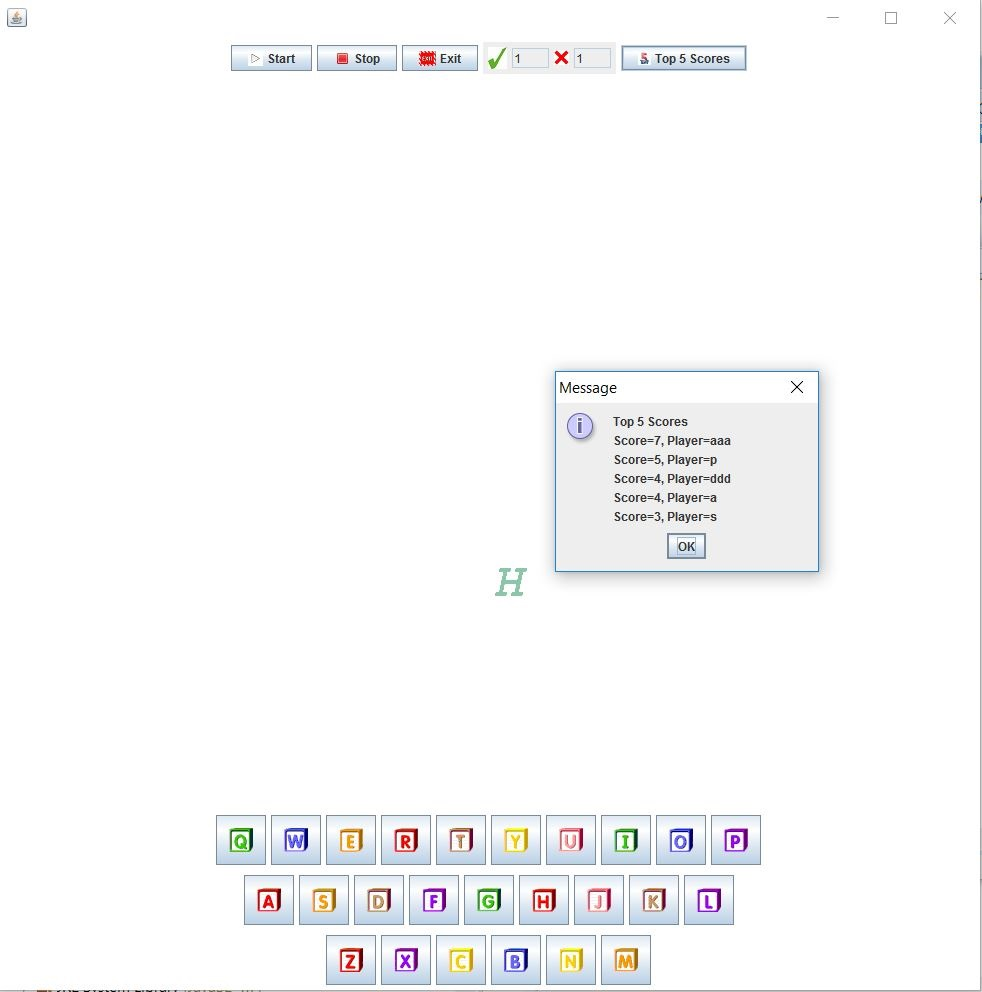 Start Stop EXIT Exit 1 1 Top 5 Scores
Message
Top 5 Scores
Score=7, Player=aaa
Score=5, Player=p
Score=4, Player=ddd
Score=4, Player=a
Score=3, Player=s
OK
H
Q W E R T Y U I O P
A S D F G H J K L
Z X C B N M